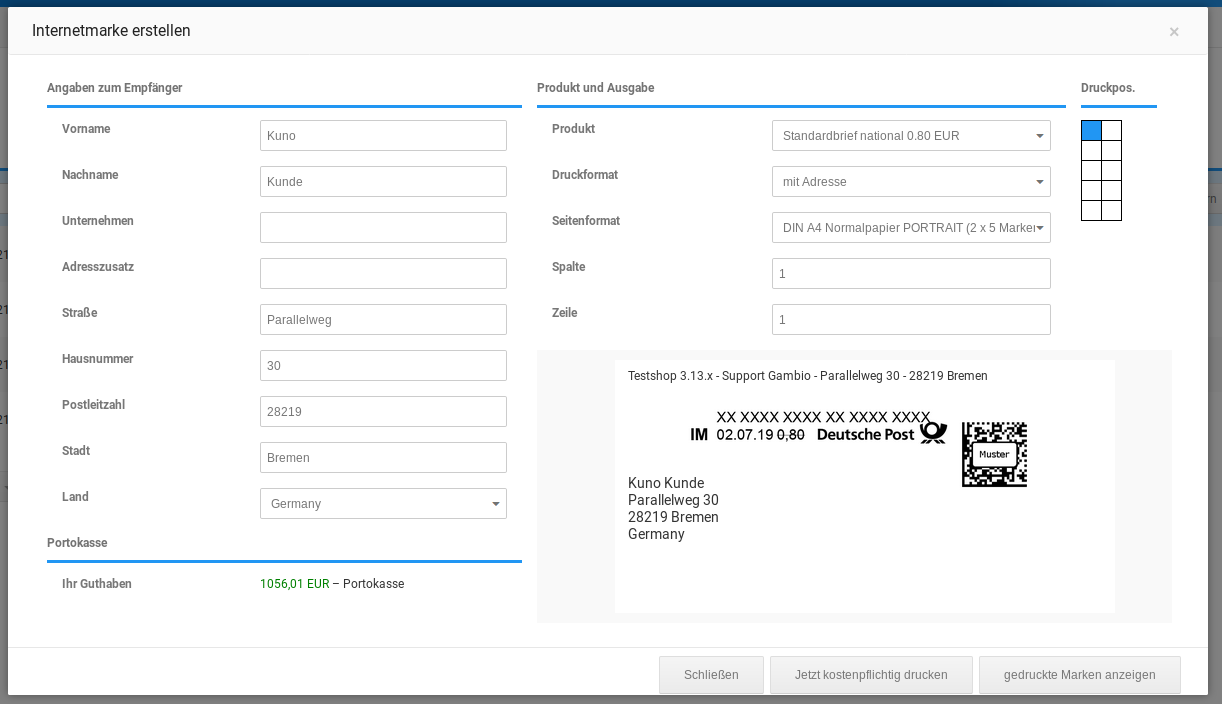 Internetmarke erstellen
×
Angaben zum Empfänger
Vorname
Kuno
Nachname
Kunde
Unternehmen
Adresszusatz
Straße
Parallelweg
Hausnummer
30
Postleitzahl
28219
Stadt
Bremen
Land
Germany
Portokasse
Ihr Guthaben
1056,01 EUR – Portokasse
Produkt und Ausgabe
Produkt
Standardbrief national 0.80 EUR
Druckformat
mit Adresse
Seitenformat
DIN A4 Normalpapier PORTRAIT (2 x 5 Marken
Spalte
1
Zeile
1
Druckpos.
Testshop 3.13.x - Support Gambio - Parallelweg 30 - 28219 Bremen
XX XXXX XXXX XX XXXX XXXX
IM 02.07.19 0,80 Deutsche Post
Muster
Kuno Kunde
Parallelweg 30
28219 Bremen
Germany
Schließen
Jetzt kostenpflichtig drucken
gedruckte Marken anzeigen